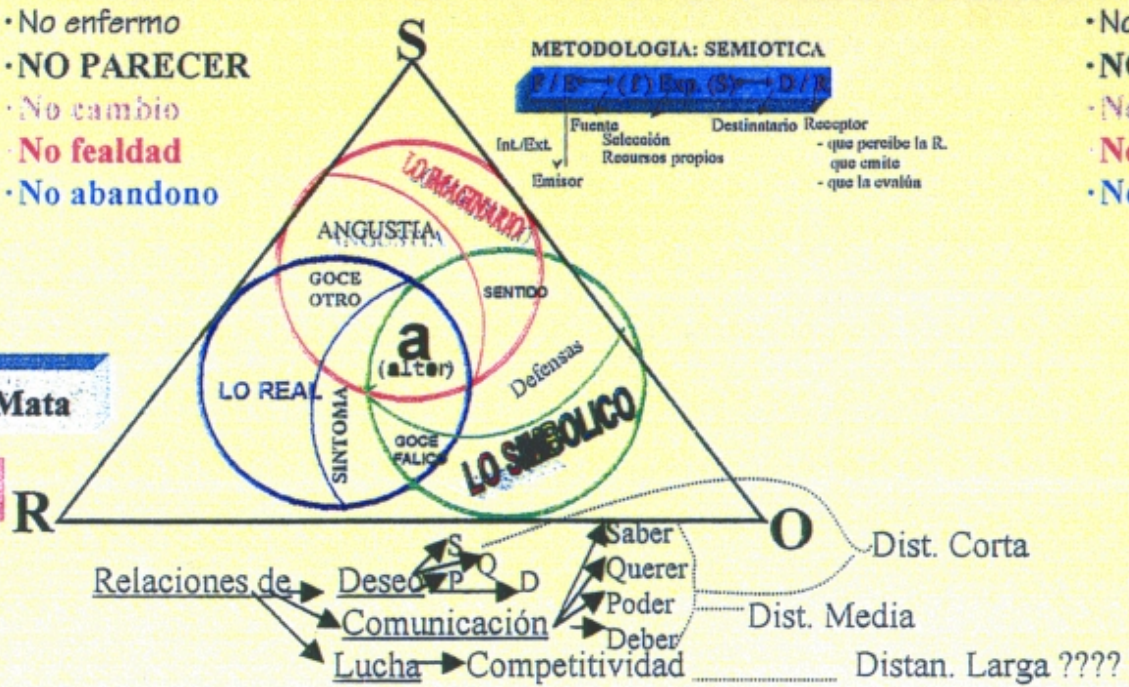 · No enfermo
· NO PARECER
· No cambio
· No fealdad
· No abandono
S
METODOLOGIA: SEMIOTICA
F / E (f) Exp. (S) D / R
Int./Ext.
Fuente
Selección
Recursos propios
Emisor
Destinatario Receptor
- que percibe la R.
que emite
- que la evalúa
LO IMAGINARIO
ANGUSTIA
GOCE
OTRO
SENTIDO
a
(alter)
Defensas
LO REAL
SINTOMA
GOCE
FALICO
LO SIMBOLICO
Mata
R
O
Relaciones de
Deseo
S
Q
P
D
Comunicación
Saber
Querer
Poder
Deber
Lucha
Competitividad
Dist. Corta
Dist. Media
Distan. Larga ????